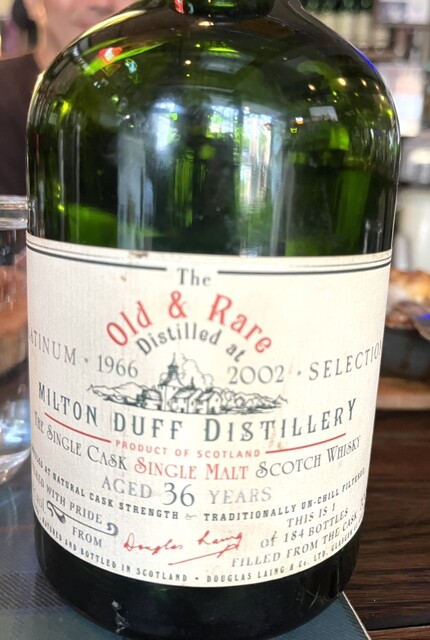 The
Old & Rare
Distilled at
1966 2002 · SELECTION
MILTON DUFF DISTILLERY
PRODUCT OF SCOTLAND
THE SINGLE CASK SINGLE MALT SCOTCH WHISKY
AGED 36 YEARS
AT NATURAL CASK STRENGTH & TRADITIONALLY UN-CHILL FILTERED
WITH PRIDE
FROM
Douglas Laing
THIS IS 1
of 184 BOTTLES
FILLED FROM THE CASK
AND BOTTLED IN SCOTLAND • DOUGLAS LAING & Co. LTD.